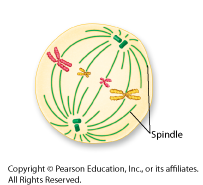 Spindle
Copyright © Pearson Education, Inc., or its affiliates.
All Rights Reserved.